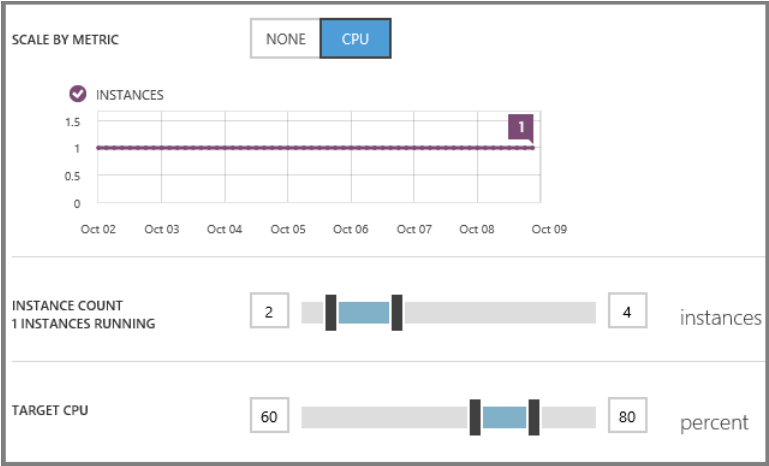 SCALE BY METRIC
NONE CPU
INSTANCES
1.5
1
0.5
0
1
Oct 02 Oct 03 Oct 04 Oct 05 Oct 06 Oct 07 Oct 08 Oct 09
INSTANCE COUNT
1 INSTANCES RUNNING
2 4 instances
TARGET CPU
60 80 percent